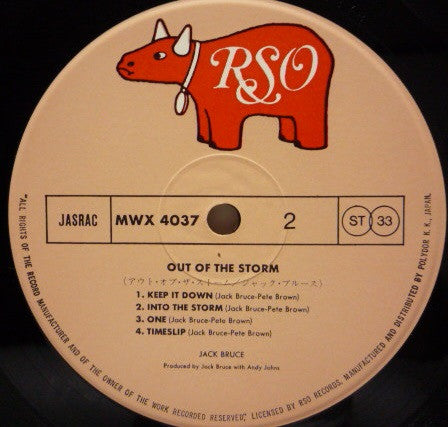 RSO
JASRAC
MWX 4037
2
ST 33
OUT OF THE STORM
(アウト・オブ・ザ・ストーム/ジャック・ブルース)
1. KEEP IT DOWN (Jack Bruce-Pete Brown)
2. INTO THE STORM (Jack Bruce-Pete Brown)
3. ONE (Jack Bruce-Pete Brown)
4. TIMESLIP (Jack Bruce-Pete Brown)
JACK BRUCE
Produced by Jack Bruce with Andy Johns
"ALL RIGHTS OF THE RECORD MANUFACTURER AND OF THE OWNER OF THE WORK RECORDED RESERVED", LICENSED BY RSO RECORDS, MANUFACTURED AND DISTRIBUTED BY POLYDOR K. K., JAPAN.